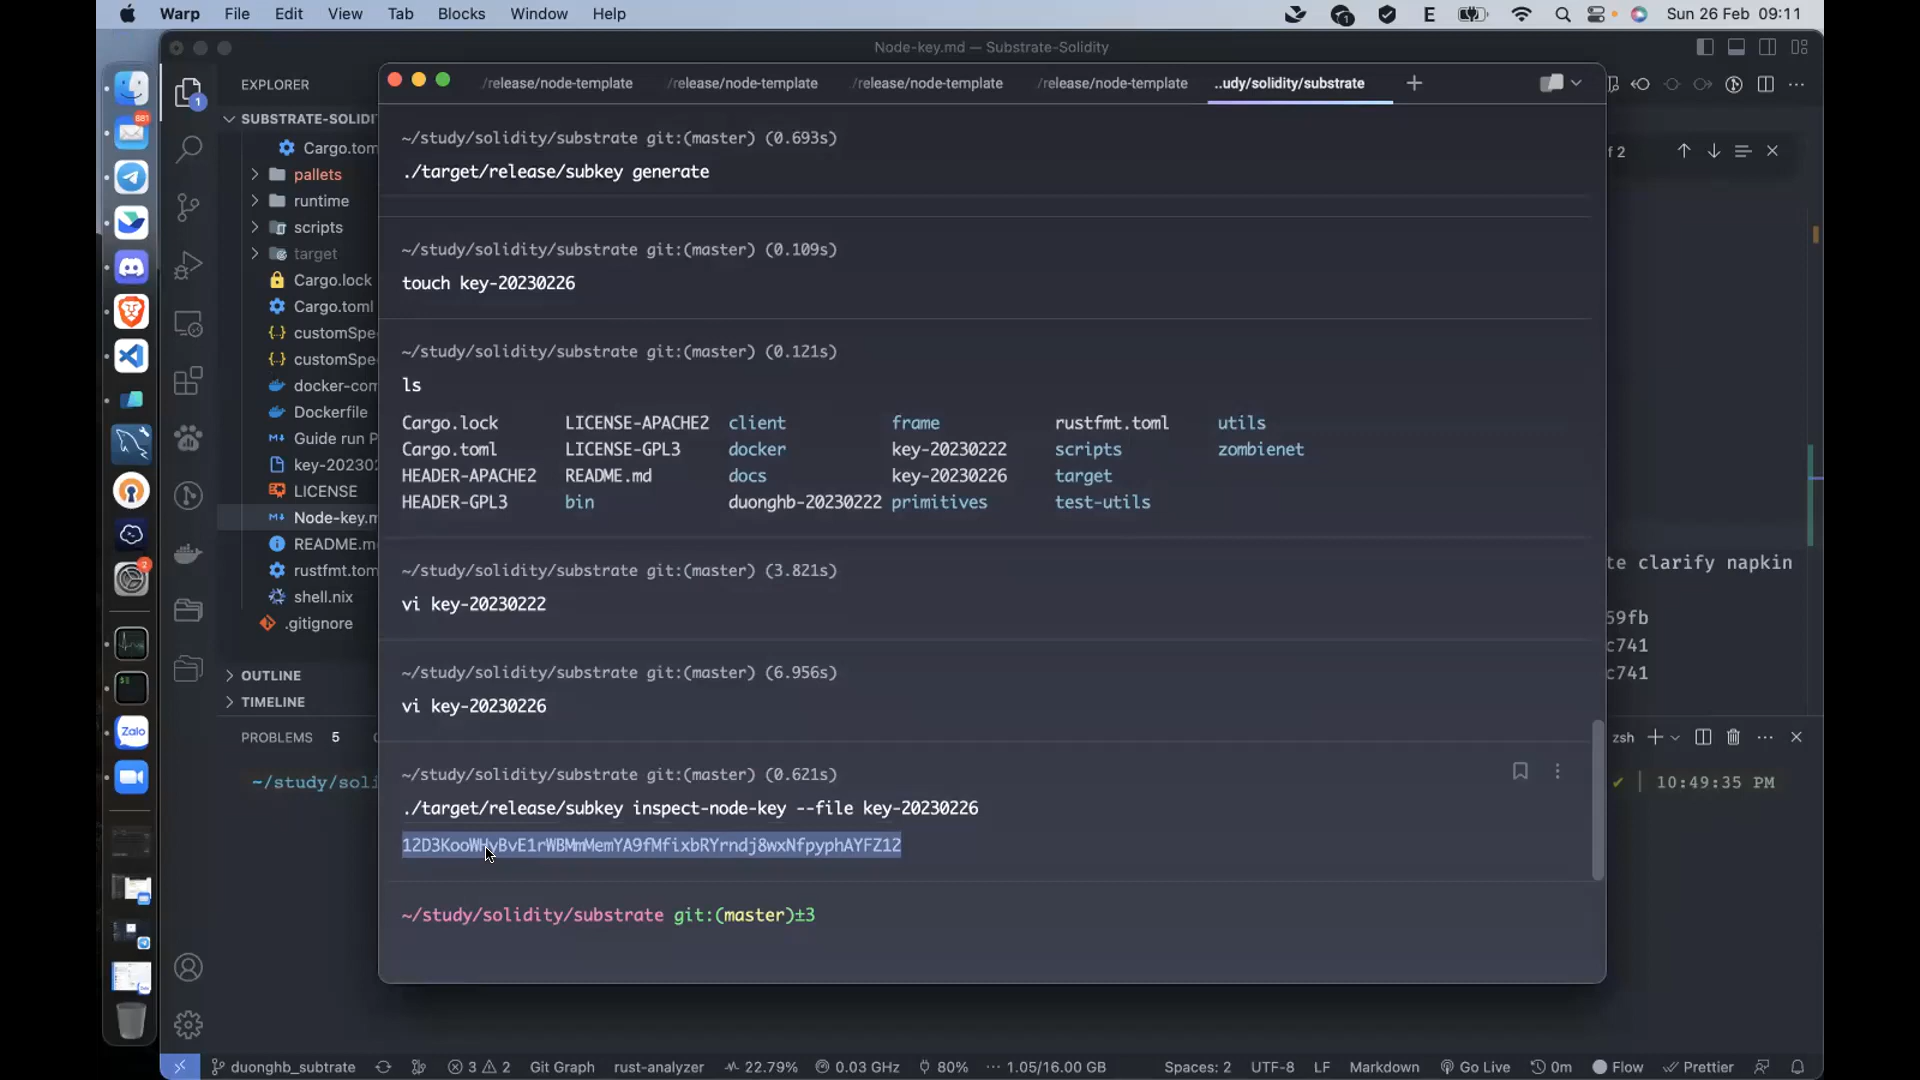 Warp File Edit View Tab Blocks Window Help
E Sun 26 Feb 09:11
Node-key.md — Substrate-Solidity
EXPLORER
/release/node-template /release/node-template /release/node-template /release/node-template ..udy/solidity/substrate
SUBSTRATE-SOLIDI
Cargo.tom
pallets
runtime
scripts
target
Cargo.lock
Cargo.toml
customSpe
customSpe
docker-com
Dockerfile
Guide run P
key-202302
LICENSE
Node-key.m
README.m
rustfmt.tom
shell.nix
.gitignore
OUTLINE
TIMELINE
PROBLEMS 5
~/study/soli
~/study/solidity/substrate git:(master) (0.693s)
./target/release/subkey generate
~/study/solidity/substrate git:(master) (0.109s)
touch key-20230226
~/study/solidity/substrate git:(master) (0.121s)
ls
Cargo.lock LICENSE-APACHE2 client frame rustfmt.toml utils
Cargo.toml LICENSE-GPL3 docker key-20230222 scripts zombienet
HEADER-APACHE2 README.md docs key-20230226 target
HEADER-GPL3 bin duonghb-20230222 primitives test-utils
~/study/solidity/substrate git:(master) (3.821s)
vi key-20230222
~/study/solidity/substrate git:(master) (6.956s)
vi key-20230226
~/study/solidity/substrate git:(master) (0.621s)
./target/release/subkey inspect-node-key --file key-20230226
~/study/solidity/substrate git:(master)±3
f 2
te clarify napkin
59fb
c741
c741
zsh
10:49:35 PM
881
1
1
2
Zalo
duonghb_subtrate 3 2 Git Graph rust-analyzer 22.79% 0.03 GHz 80% 1.05/16.00 GB Spaces: 2 UTF-8 LF Markdown Go Live 0m Flow Prettier